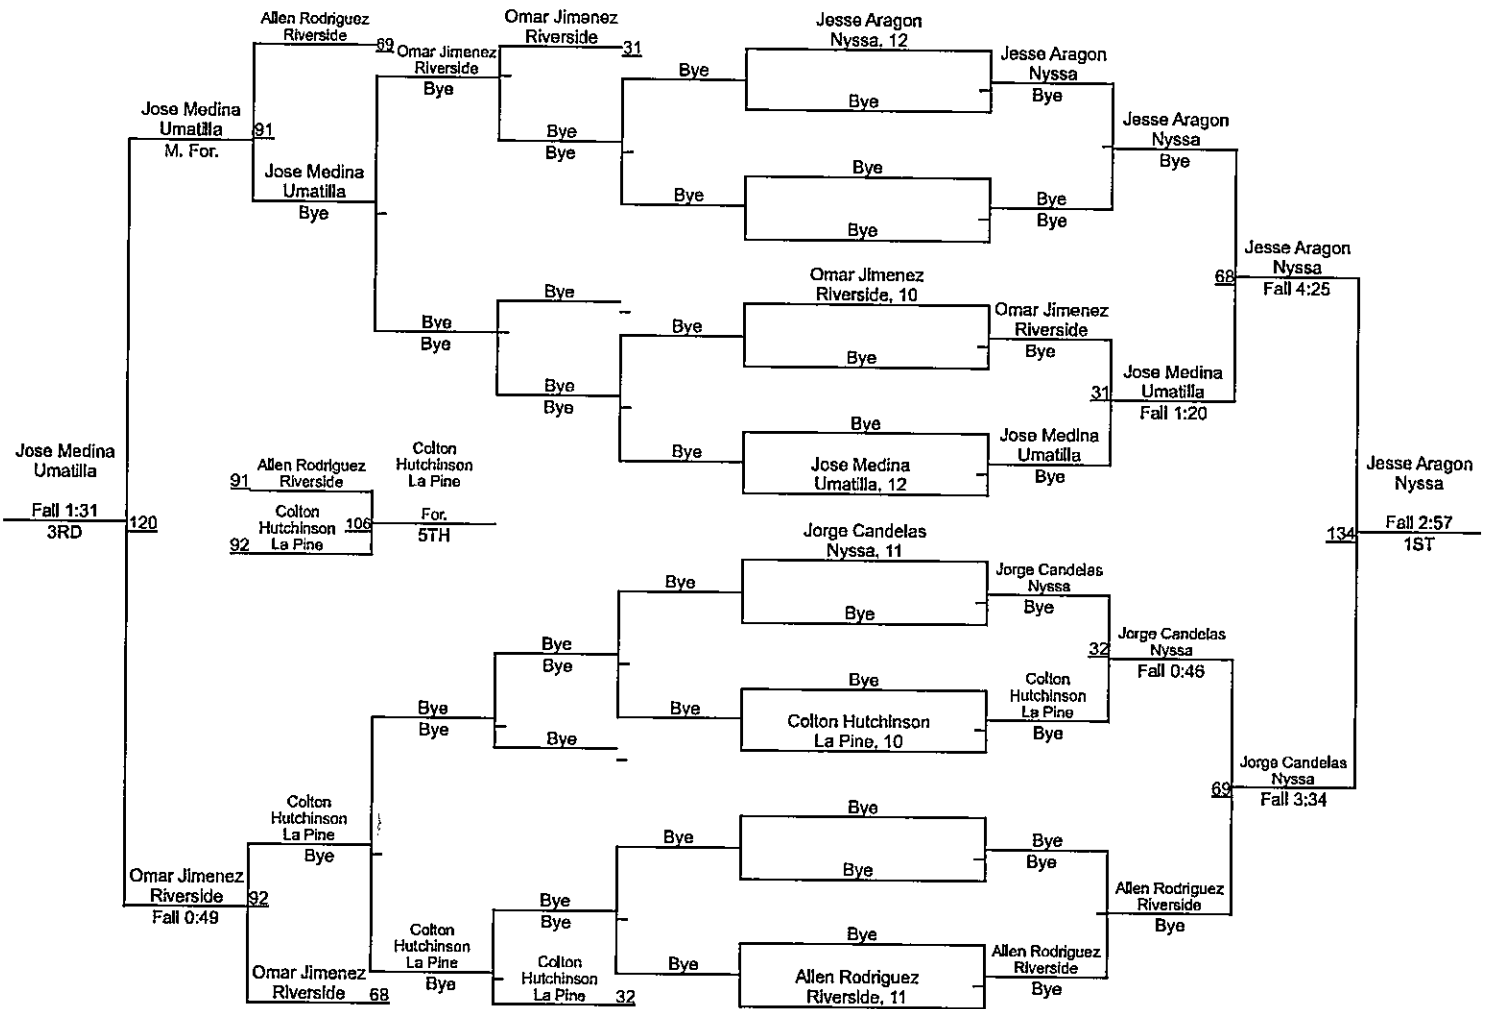 Allen Rodriguez
Riverside
69
Omar Jimenez
Riverside
Bye
Omar Jimenez
Riverside
31
Jose Medina
Umatilla
M. For.
91
Jose Medina
Umatilla
Bye
Bye
Bye
Bye
Bye
Jesse Aragon
Nyssa, 12
Bye
Bye
Bye
Jesse Aragon
Nyssa
Bye
Bye
Bye
Jesse Aragon
Nyssa
Bye
Bye
Bye
Bye
Bye
Bye
Bye
Bye
Omar Jimenez
Riverside, 10
Bye
Bye
Jose Medina
Umatilla, 12
Omar Jimenez
Riverside
Bye
Jose Medina
Umatilla
Bye
31
Jose Medina
Umatilla
Fall 1:20
68
Jesse Aragon
Nyssa
Fall 4:25
Jose Medina
Umatilla
Fall 1:31
3RD
120
91
Allen Rodriguez
Riverside
92
Colton
Hutchinson
La Pine
106
Colton
Hutchinson
La Pine
For.
5TH
134
Jesse Aragon
Nyssa
Fall 2:57
1ST
Bye
Bye
Bye
Bye
Bye
Bye
Bye
Jorge Candelas
Nyssa, 11
Bye
Bye
Colton Hutchinson
La Pine, 10
Jorge Candelas
Nyssa
Bye
Colton
Hutchinson
La Pine
Bye
32
Jorge Candelas
Nyssa
Fall 0:46
69
Jorge Candelas
Nyssa
Fall 3:34
Colton
Hutchinson
La Pine
Bye
Omar Jimenez
Riverside
Fall 0:49
92
Omar Jimenez
Riverside
68
Colton
Hutchinson
La Pine
Bye
Bye
Bye
Colton
Hutchinson
La Pine
32
Bye
Bye
Bye
Bye
Bye
Allen Rodriguez
Riverside, 11
Bye
Bye
Allen Rodriguez
Riverside
Bye
Allen Rodriguez
Riverside
Bye